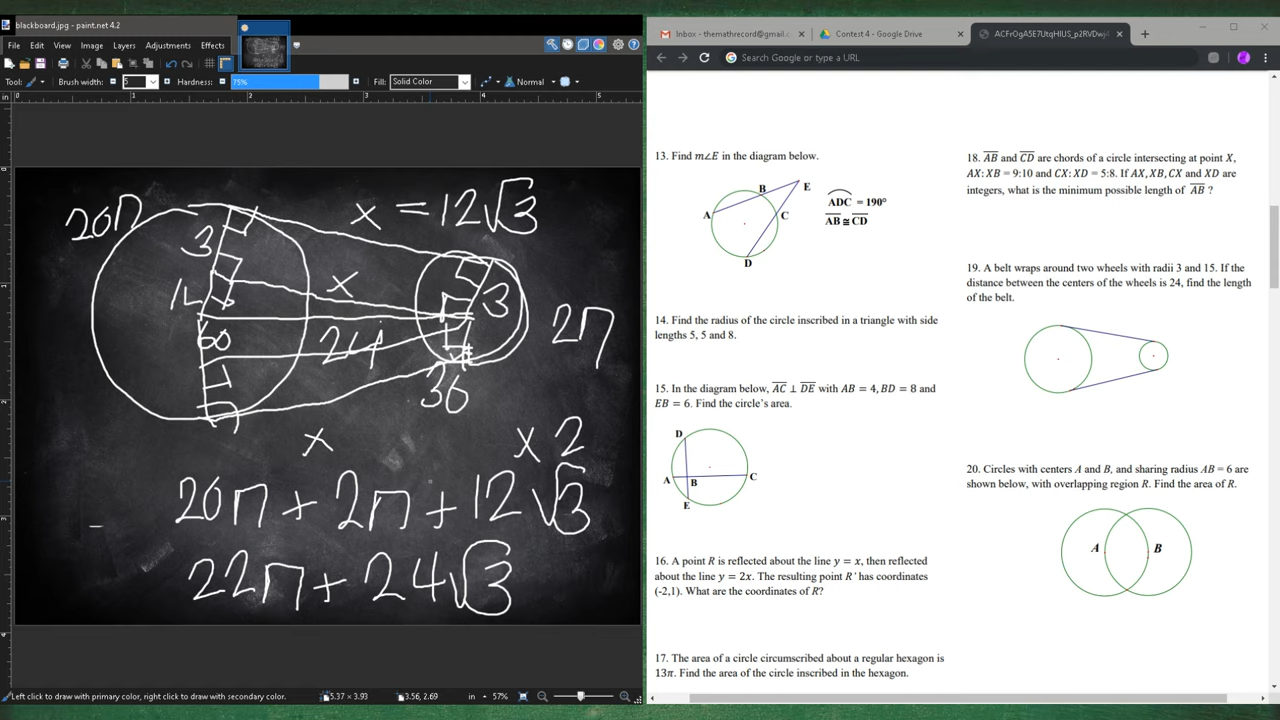 blackboard.jpg - paint.net 4.2
File Edit View Image Layers Adjustments Effects
Tool: Brush width: 5 Hardness: 75% Fill: Solid Color Normal
in 0 1 2 3 4 5
20π
x = 12√3
3
12
x
3
60
24
2π
36
x
x 2
20π + 2π + 12√3
22π + 24√3
Left click to draw with primary color, right click to draw with secondary color.
5.37 × 3.93
3.56, 2.69
in
57%
Inbox - themathrecord@gmail.c
Contest 4 - Google Drive
ACFrOgA5E7UtqHIUS_p2RVDwj
Search Google or type a URL
13. Find m∠E in the diagram below.
A B C D E
ADC = 190°
AB ≅ CD
14. Find the radius of the circle inscribed in a triangle with side
lengths 5, 5 and 8.
15. In the diagram below, AC ⊥ DE with AB = 4, BD = 8 and
EB = 6. Find the circle's area.
D
A B C
E
16. A point R is reflected about the line y = x, then reflected
about the line y = 2x. The resulting point R' has coordinates
(-2,1). What are the coordinates of R?
17. The area of a circle circumscribed about a regular hexagon is
13π. Find the area of the circle inscribed in the hexagon.
18. AB and CD are chords of a circle intersecting at point X,
AX: XB = 9:10 and CX: XD = 5:8. If AX, XB, CX and XD are
integers, what is the minimum possible length of AB ?
19. A belt wraps around two wheels with radii 3 and 15. If the
distance between the centers of the wheels is 24, find the length
of the belt.
20. Circles with centers A and B, and sharing radius AB = 6 are
shown below, with overlapping region R. Find the area of R.
A B